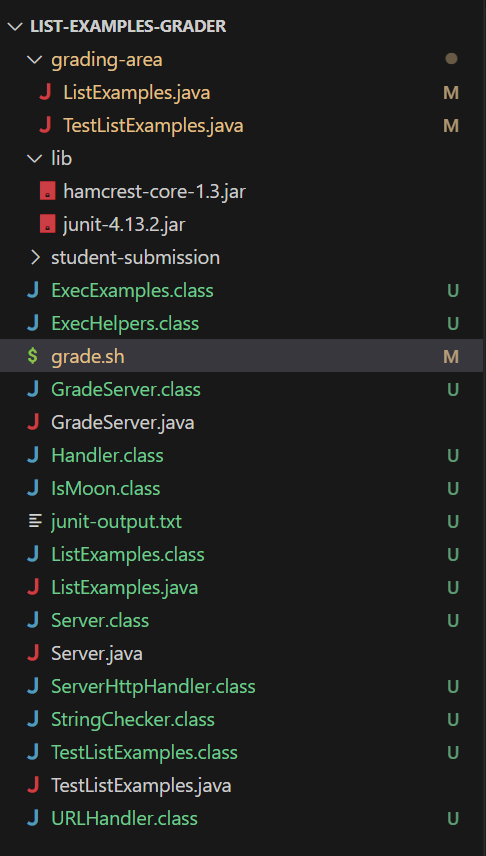 LIST-EXAMPLES-GRADER
grading-area
J ListExamples.java M
J TestListExamples.java M
lib
hamcrest-core-1.3.jar
junit-4.13.2.jar
student-submission
J ExecExamples.class U
J ExecHelpers.class U
$ grade.sh M
J GradeServer.class U
J GradeServer.java
J Handler.class U
J IsMoon.class U
junit-output.txt U
J ListExamples.class U
J ListExamples.java U
J Server.class U
J Server.java
J ServerHttpHandler.class U
J StringChecker.class U
J TestListExamples.class U
J TestListExamples.java
J URLHandler.class U